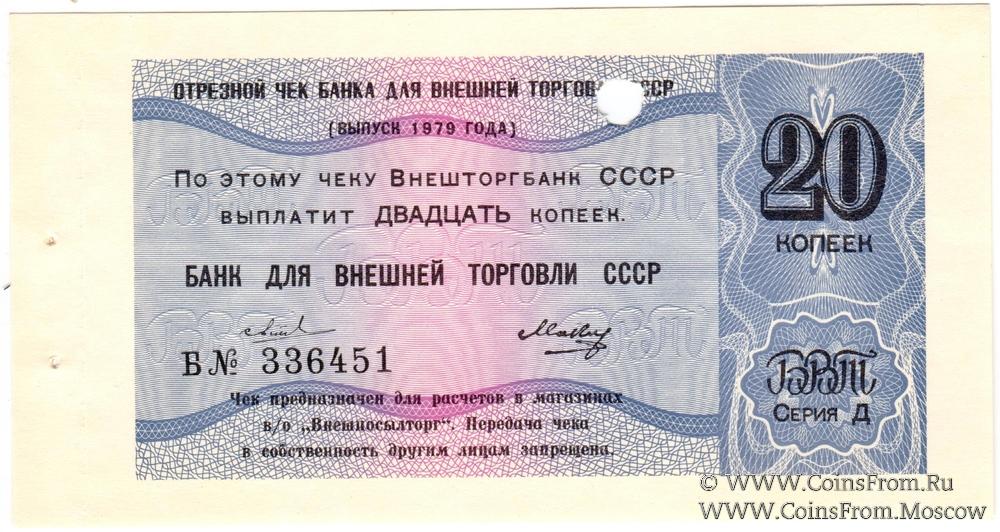 ОТРЕЗНОЙ ЧЕК БАНКА ДЛЯ ВНЕШНЕЙ ТОРГОВ СССР
(ВЫПУСК 1979 ГОДА)
По этому чеку Внешторгбанк СССР
выплатит ДВАДЦАТЬ копеек.
БАНК ДЛЯ ВНЕШНЕЙ ТОРГОВЛИ СССР
Б№ 336451
Чек предназначен для расчетов в магазинах
в/о „Внешпосылторг“. Передача чека
в собственность другим лицам запрещена.
20
КОПЕЕК
БВТ
Серия Д
© WWW.CoinsFrom.Ru
WWW.CoinsFrom.Moscow